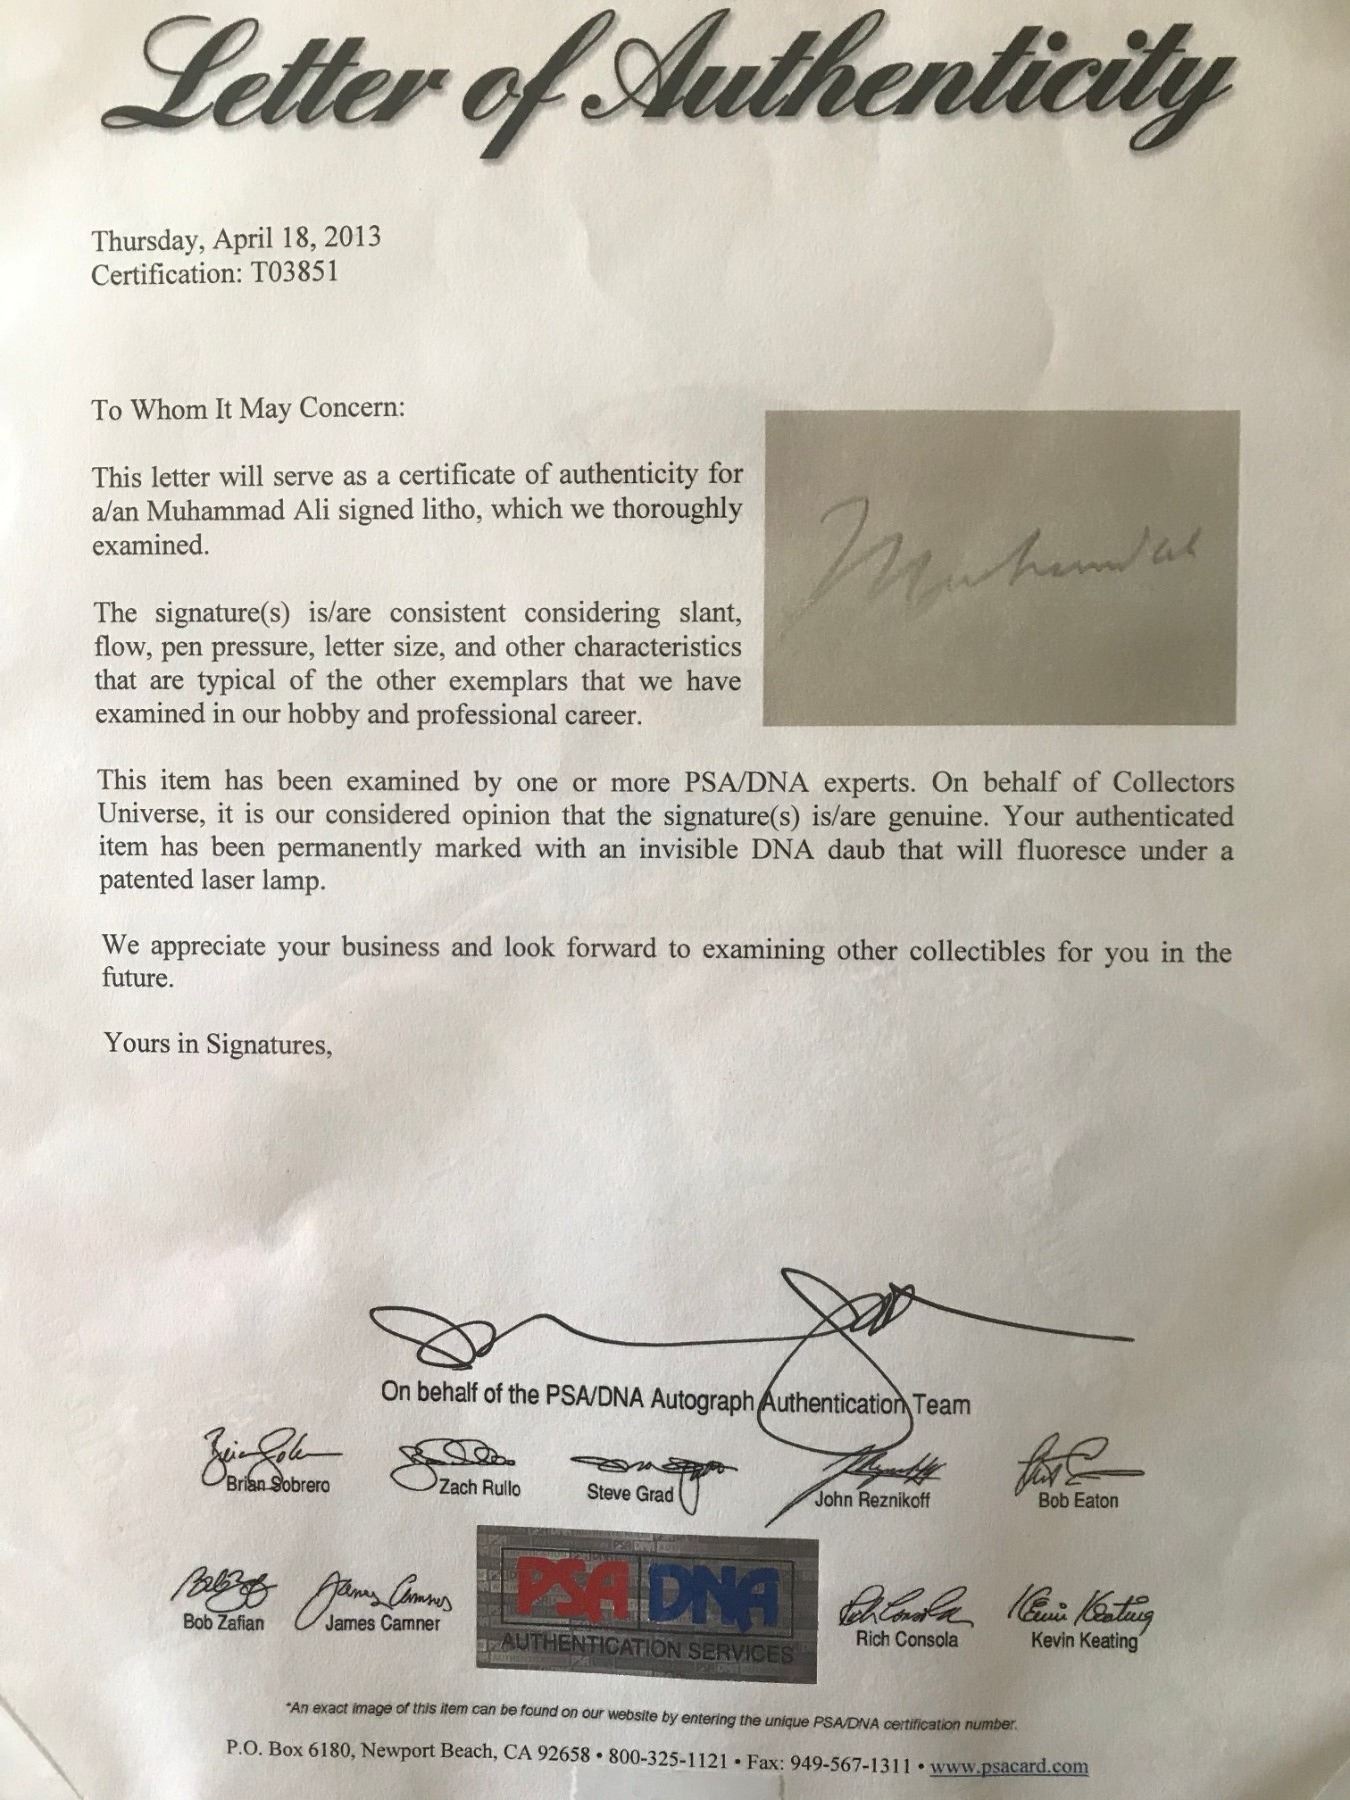 Letter of Authenticity
Thursday, April 18, 2013
Certification: T03851
To Whom It May Concern:
This letter will serve as a certificate of authenticity for
a/an Muhammad Ali signed litho, which we thoroughly
examined.
The signature(s) is/are consistent considering slant,
flow, pen pressure, letter size, and other characteristics
that are typical of the other exemplars that we have
examined in our hobby and professional career.
This item has been examined by one or more PSA/DNA experts. On behalf of Collectors
Universe, it is our considered opinion that the signature(s) is/are genuine. Your authenticated
item has been permanently marked with an invisible DNA daub that will fluoresce under a
patented laser lamp.
We appreciate your business and look forward to examining other collectibles for you in the
future.
Yours in Signatures,
On behalf of the PSA/DNA Autograph Authentication Team
Brian Sobrero
Zach Rullo
Steve Grad
John Reznikoff
Bob Eaton
Bob Zafian
James Camner
James Camner
PSA DNA
AUTHENTICATION SERVICES
Rich Consola
Kevin Keating
Kevin Keating
*An exact image of this item can be found on our website by entering the unique PSA/DNA certification number.
P.O. Box 6180, Newport Beach, CA 92658 • 800-325-1121 • Fax: 949-567-1311 • www.psacard.com